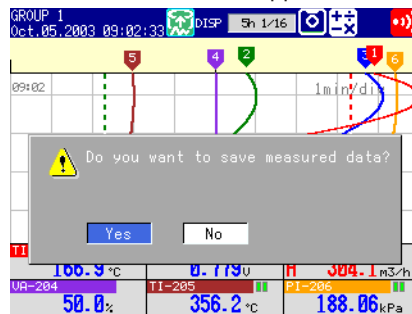 GROUP 1
Oct.05.2003 09:02:33 DISP 5h 1/16
5 4 2 3 1 6
09:02 1min/div
Do you want to save measured data?
Yes No
TI
166.9 °C 0.779 V H 304.1 m3/h
VA-204 TI-205 PI-206
50.0 % 356.2 °C 188.06 kPa